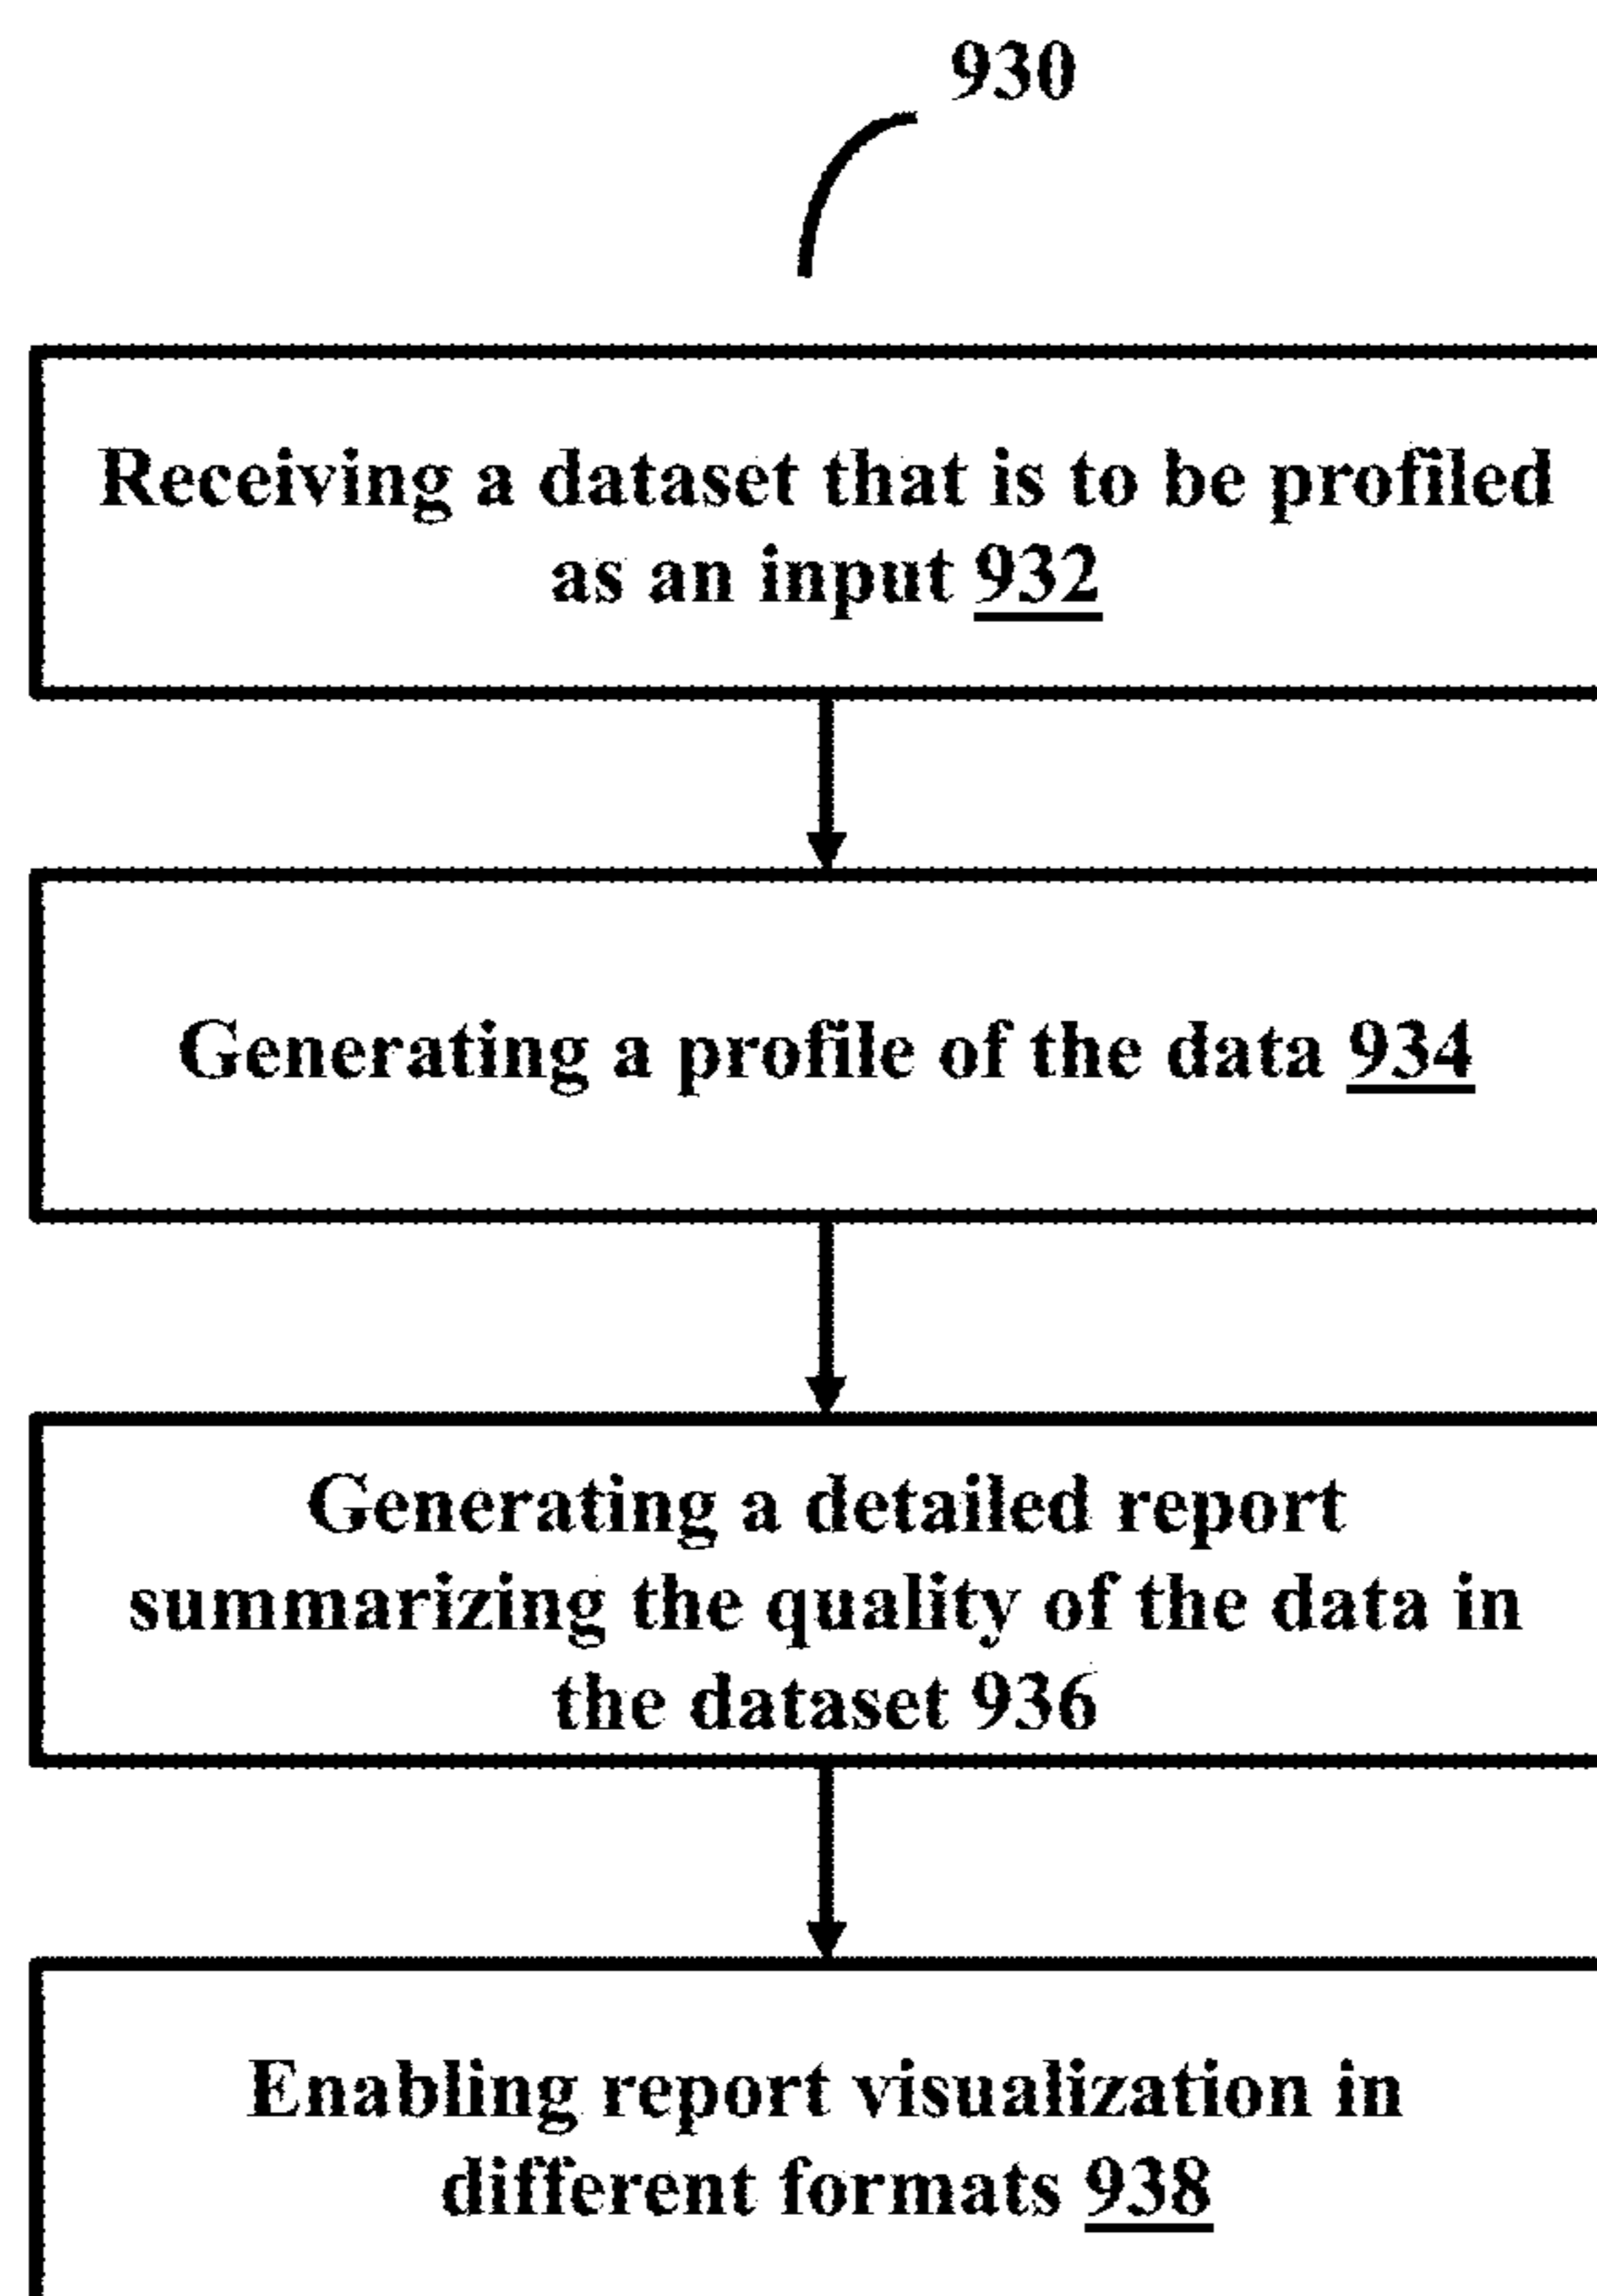 930
Receiving a dataset that is to be profiled
as an input 932
Generating a profile of the data 934
Generating a detailed report
summarizing the quality of the data in
the dataset 936
Enabling report visualization in
different formats 938